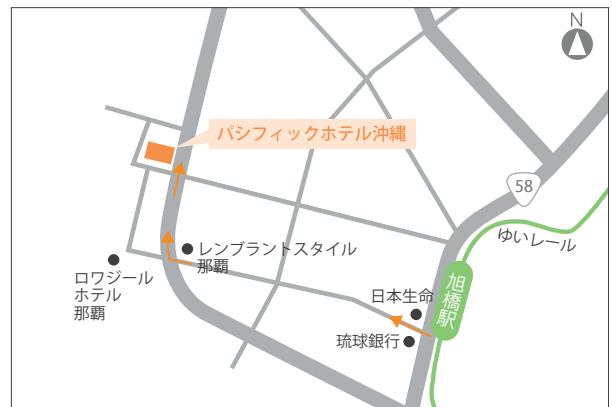 N
パシフィックホテル沖縄
58
ゆいレール
レンブラントスタイル
那覇
ロワジール
ホテル
那覇
旭橋駅
日本生命
琉球銀行